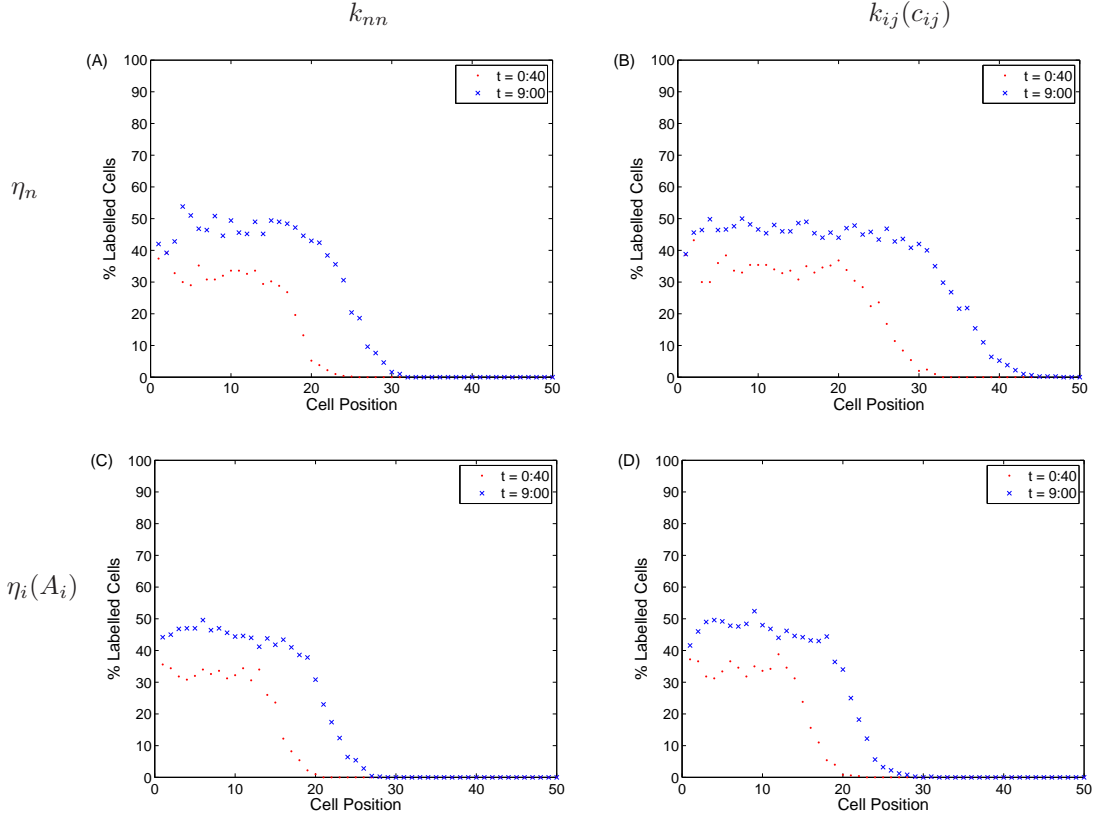 k_{nn}
k_{ij}(c_{ij})
η_n
η_i(A_i)
(A)
100
90
80
70
60
50
40
30
20
10
0
% Labelled Cells
0 10 20 30 40 50
Cell Position
t = 0:40
t = 9:00
(B)
100
90
80
70
60
50
40
30
20
10
0
% Labelled Cells
0 10 20 30 40 50
Cell Position
t = 0:40
t = 9:00
(C)
100
90
80
70
60
50
40
30
20
10
0
% Labelled Cells
0 10 20 30 40 50
Cell Position
t = 0:40
t = 9:00
(D)
100
90
80
70
60
50
40
30
20
10
0
% Labelled Cells
0 10 20 30 40 50
Cell Position
t = 0:40
t = 9:00